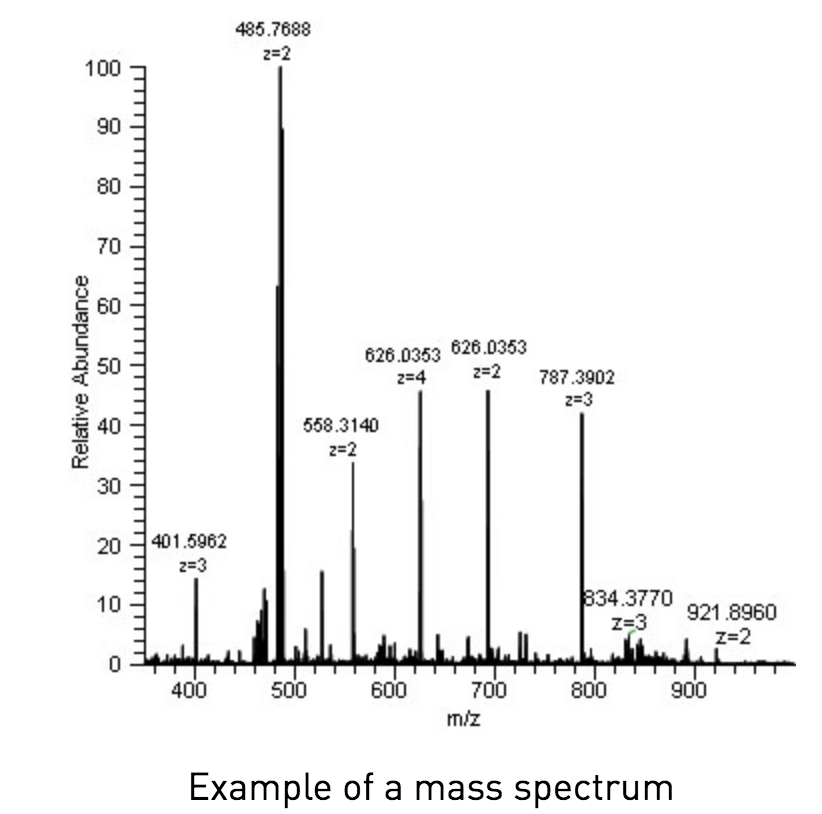 485.7688
z=2
100
90
80
70
60
50
40
30
20
10
0
Relative Abundance
626.0353
z=4
626.0353
z=2
787.3902
z=3
558.3140
z=2
401.5962
z=3
834.3770
z=3
921.8960
z=2
400 500 600 700 800 900
m/z
Example of a mass spectrum